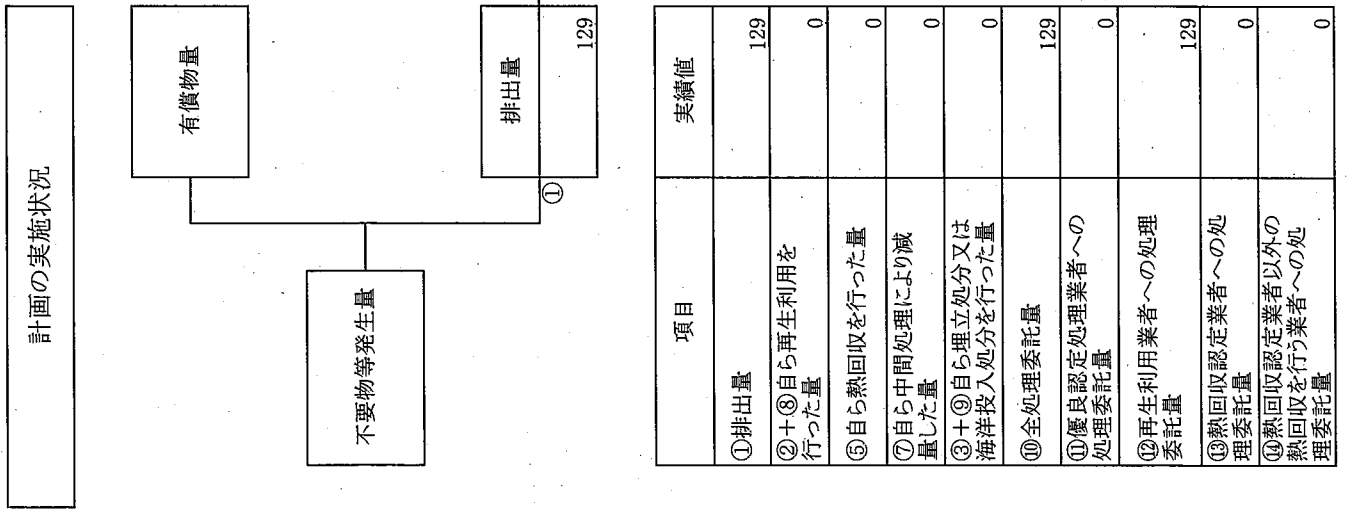 計画の実施状況
有償物量
不要物等発生量
排出量
①
129
項目
実績値
①排出量
129
②+⑧自ら再生利用を
行った量
0
⑤自ら熱回収を行った量
0
⑦自ら中間処理により減
量した量
0
③+⑨自ら埋立処分又は
海洋投入処分を行った量
0
⑩全処理委託量
129
⑪優良認定処理業者への
処理委託量
0
⑫再生利用業者への処理
委託量
129
⑬熱回収認定業者への処
理委託量
0
⑭熱回収認定業者以外の
熱回収を行う業者への処
理委託量
0